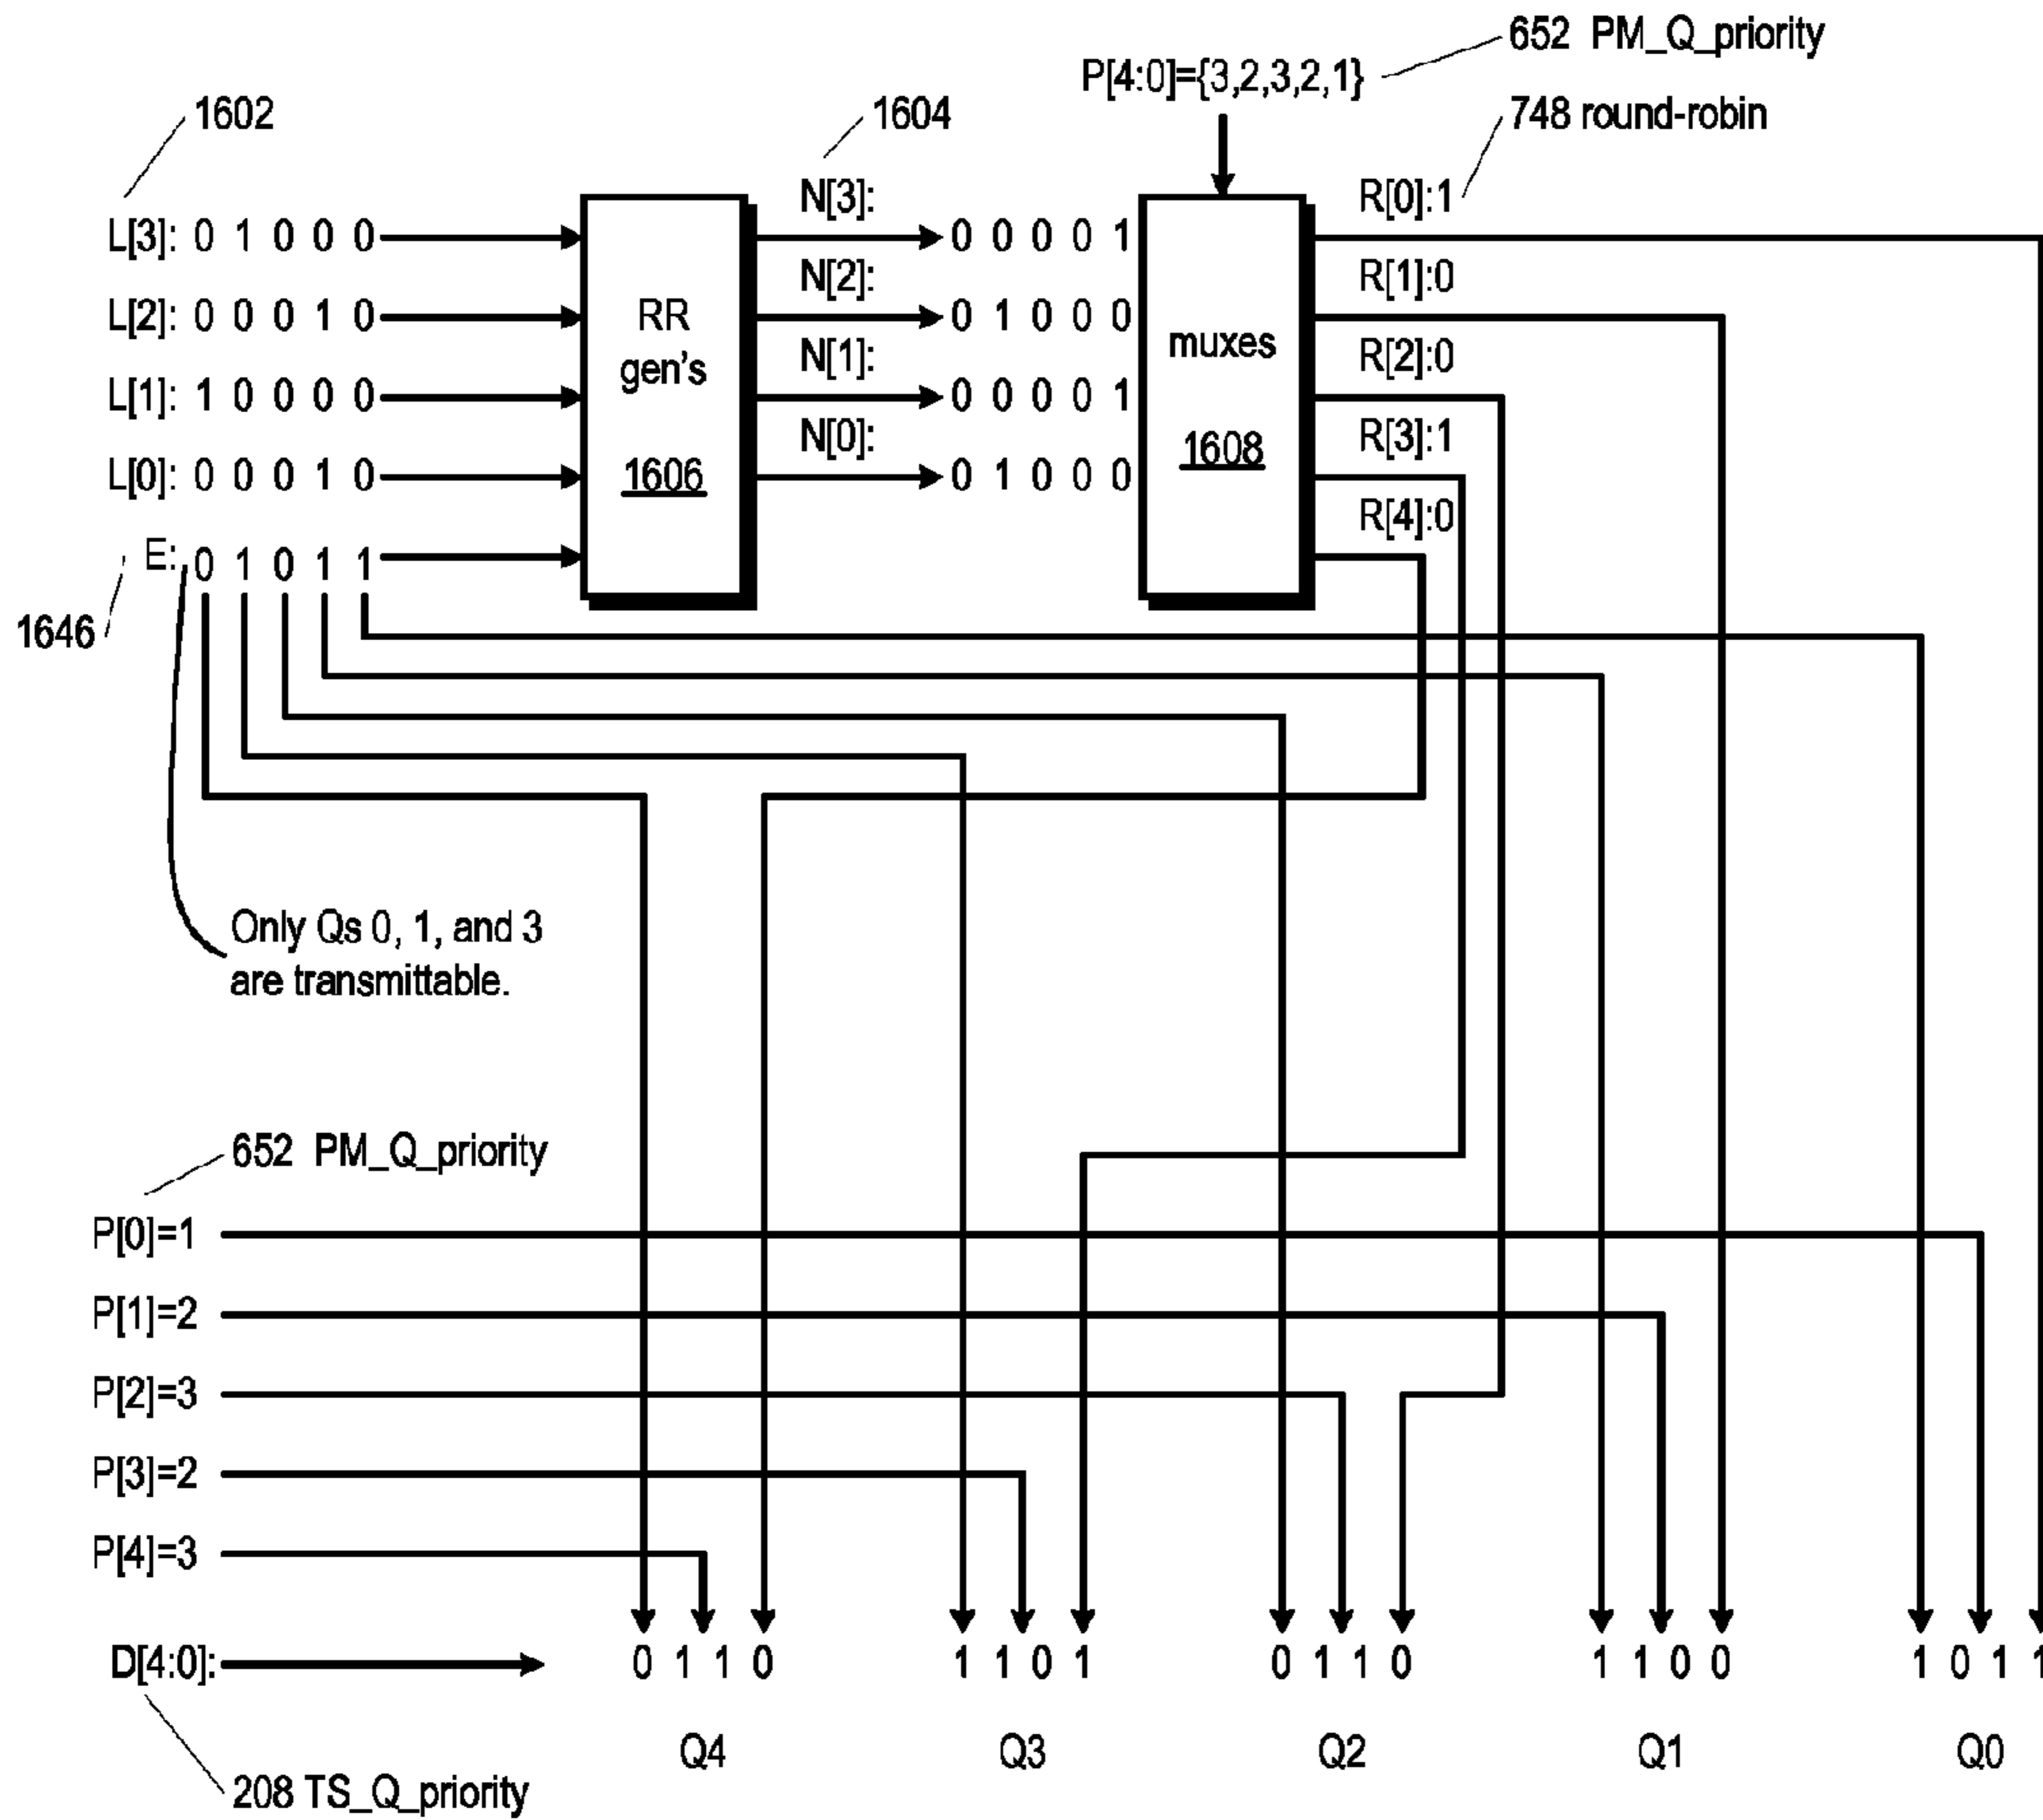 652 PM_Q_priority
P[4:0]={3,2,3,2,1}
1602
1604
748 round-robin
L[3]: 0 1 0 0 0
N[3]:
0 0 0 0 1
R[0]:1
L[2]: 0 0 0 1 0
RR
gen's
1606
N[2]:
0 1 0 0 0
muxes
1608
R[1]:0
L[1]: 1 0 0 0 0
N[1]:
0 0 0 0 1
R[2]:0
L[0]: 0 0 0 1 0
N[0]:
0 1 0 0 0
R[3]:1
R[4]:0
E: 0 1 0 1 1
1646
Only Qs 0, 1, and 3
are transmittable.
652 PM_Q_priority
P[0]=1
P[1]=2
P[2]=3
P[3]=2
P[4]=3
D[4:0]: 0 1 1 0 1 1 0 1 0 1 1 0 1 1 0 0 1 0 1 1
Q4 Q3 Q2 Q1 Q0
208 TS_Q_priority